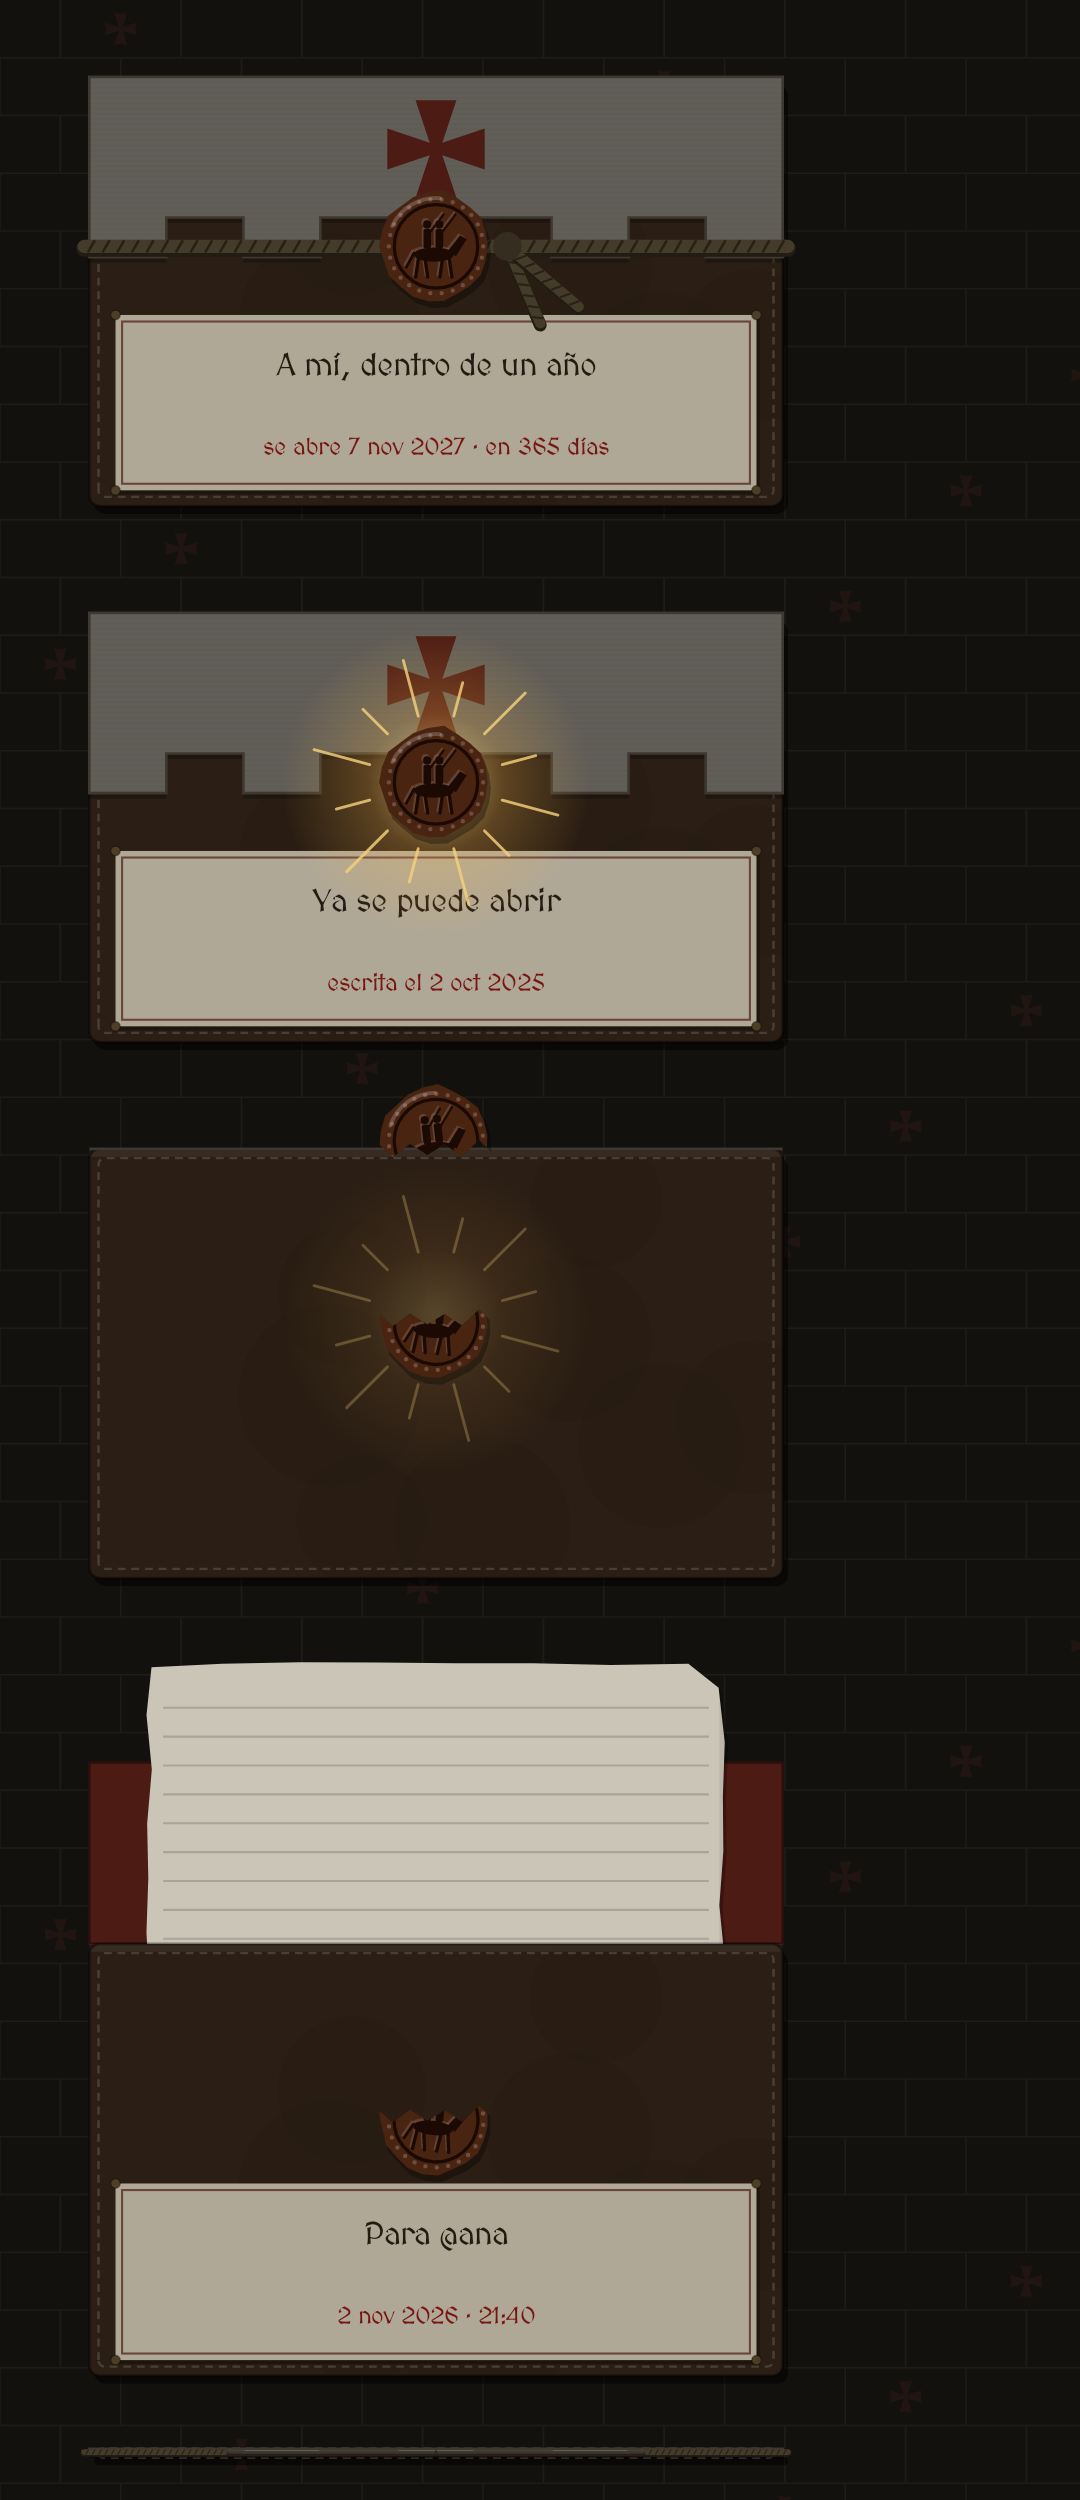 A mí, dentro de un año
se abre 7 nov 2027 · en 365 días
Ya se puede abrir
escrita el 2 oct 2025
Para gana
2 nov 2026 · 21:40